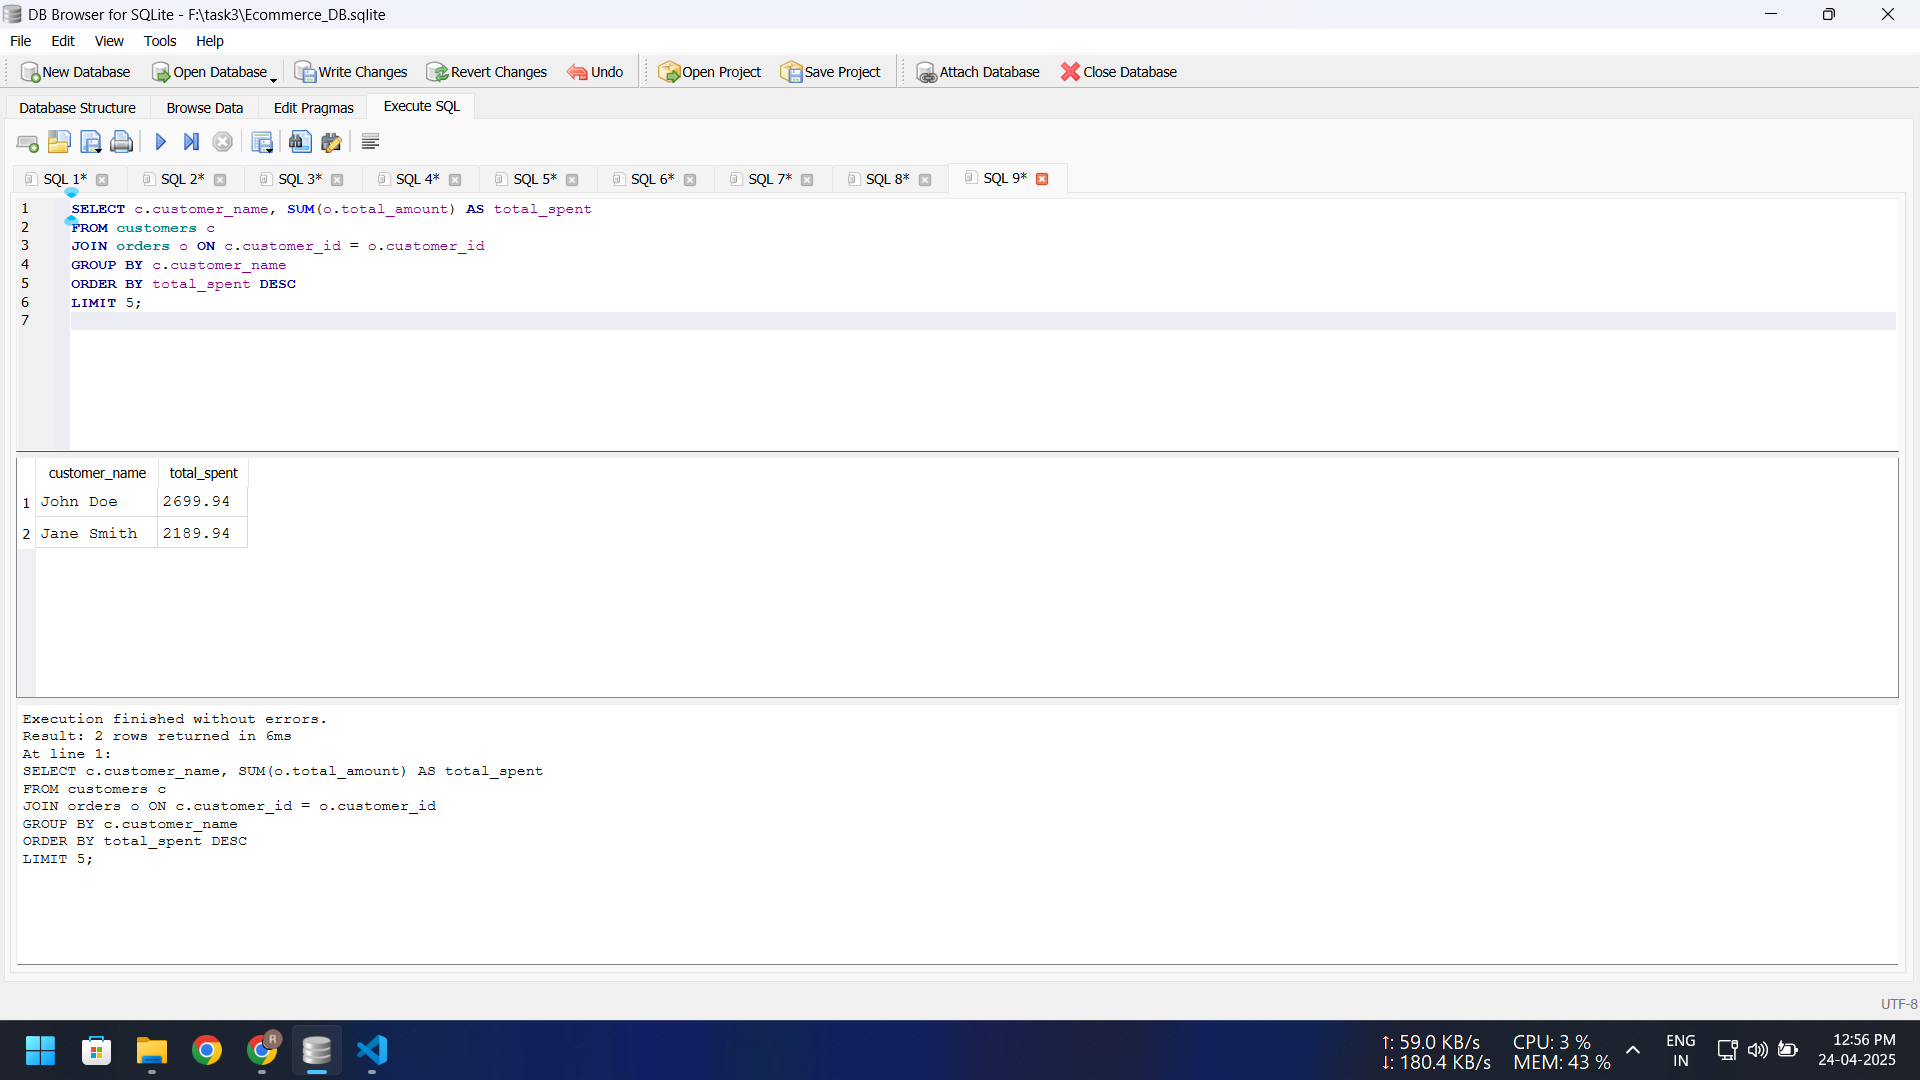 DB Browser for SQLite - F:\task3\Ecommerce_DB.sqlite
File Edit View Tools Help
New Database Open Database Write Changes Revert Changes Undo Open Project Save Project Attach Database Close Database
Database Structure Browse Data Edit Pragmas Execute SQL
SQL 1* SQL 2* SQL 3* SQL 4* SQL 5* SQL 6* SQL 7* SQL 8* SQL 9*
1 SELECT c.customer_name, SUM(o.total_amount) AS total_spent
2 FROM customers c
3 JOIN orders o ON c.customer_id = o.customer_id
4 GROUP BY c.customer_name
5 ORDER BY total_spent DESC
6 LIMIT 5;
7
customer_name total_spent
1 John Doe 2699.94
2 Jane Smith 2189.94
Execution finished without errors.
Result: 2 rows returned in 6ms
At line 1:
SELECT c.customer_name, SUM(o.total_amount) AS total_spent
FROM customers c
JOIN orders o ON c.customer_id = o.customer_id
GROUP BY c.customer_name
ORDER BY total_spent DESC
LIMIT 5;
UTF-8
R
↑: 59.0 KB/s CPU: 3 % ENG 12:56 PM
↓: 180.4 KB/s MEM: 43 % IN 24-04-2025